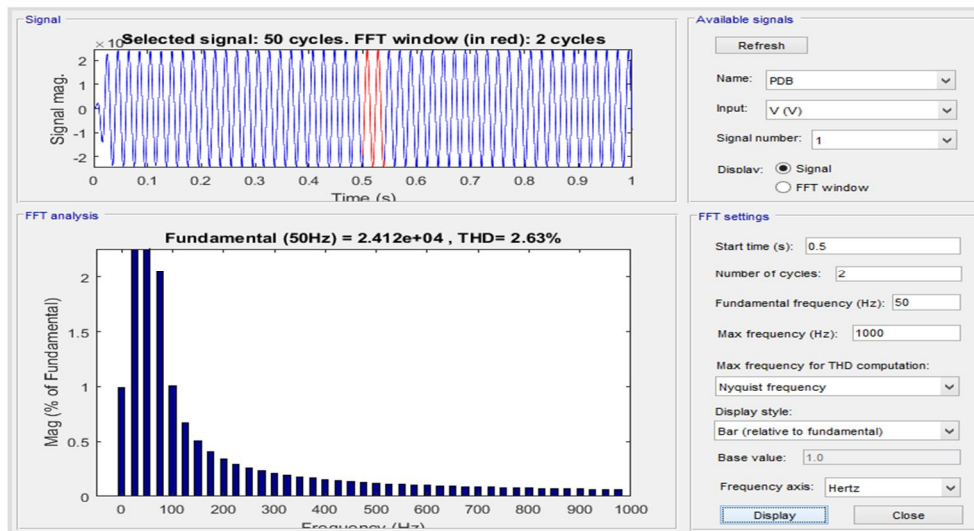 Signal
× 10
Selected signal: 50 cycles. FFT window (in red): 2 cycles
2
1
0
-1
-2
Signal mag.
0 0.1 0.2 0.3 0.4 0.5 0.6 0.7 0.8 0.9 1
Time (s)
FFT analysis
Fundamental (50Hz) = 2.412e+04 , THD= 2.63%
2
1.5
1
0.5
0
Mag (% of Fundamental)
0 100 200 300 400 500 600 700 800 900 1000
Frequency (Hz)
Available signals
Refresh
Name: PDB
Input: V (V)
Signal number: 1
Display: Signal
FFT window
FFT settings
Start time (s): 0.5
Number of cycles: 2
Fundamental frequency (Hz): 50
Max frequency (Hz): 1000
Max frequency for THD computation:
Nyquist frequency
Display style:
Bar (relative to fundamental)
Base value: 1.0
Frequency axis: Hertz
Display Close